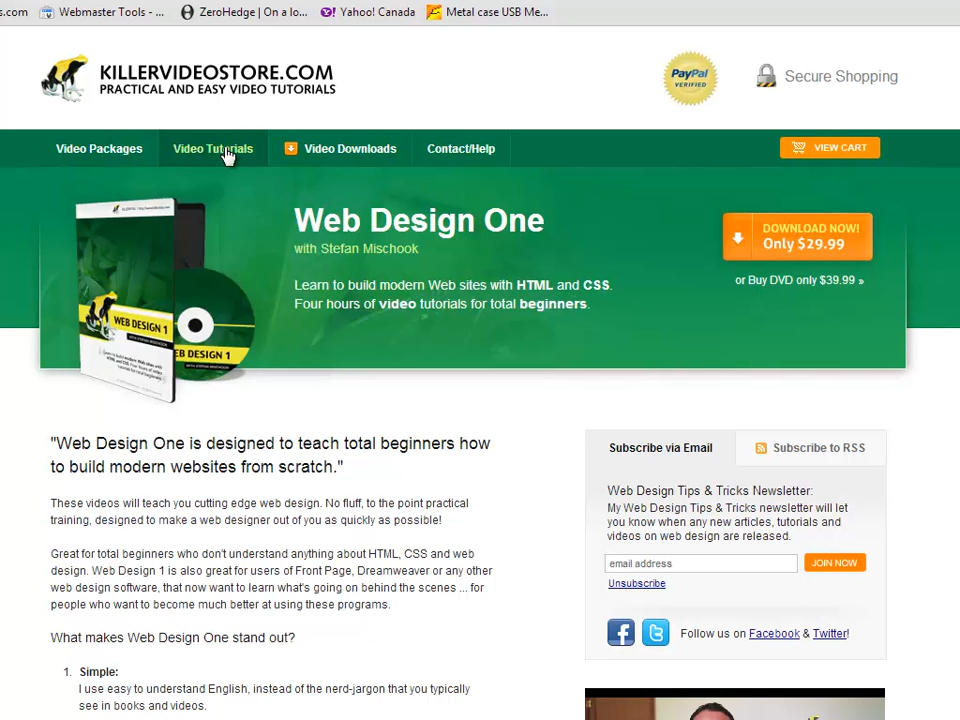 s.com Webmaster Tools - ... ZeroHedge | On a lo... Yahoo! Canada Metal case USB Me...
KILLERVIDEOSTORE.COM
PRACTICAL AND EASY VIDEO TUTORIALS
PayPal
VERIFIED
Secure Shopping
Video Packages Video Tutorials Video Downloads Contact/Help VIEW CART
Web Design One
with Stefan Mischook
Learn to build modern Web sites with HTML and CSS.
Four hours of video tutorials for total beginners.
DOWNLOAD NOW!
Only $29.99
or Buy DVD only $39.99 »
WEB DESIGN 1
WEB DESIGN 1
"Web Design One is designed to teach total beginners how
to build modern websites from scratch."
These videos will teach you cutting edge web design. No fluff, to the point practical
training, designed to make a web designer out of you as quickly as possible!
Great for total beginners who don't understand anything about HTML, CSS and web
design. Web Design 1 is also great for users of Front Page, Dreamweaver or any other
web design software, that now want to learn what's going on behind the scenes ... for
people who want to become much better at using these programs.
What makes Web Design One stand out?
1. Simple:
I use easy to understand English, instead of the nerd-jargon that you typically
see in books and videos.
Subscribe via Email Subscribe to RSS
Web Design Tips & Tricks Newsletter:
My Web Design Tips & Tricks newsletter will let
you know when any new articles, tutorials and
videos on web design are released.
email address JOIN NOW
Unsubscribe
Follow us on Facebook & Twitter!